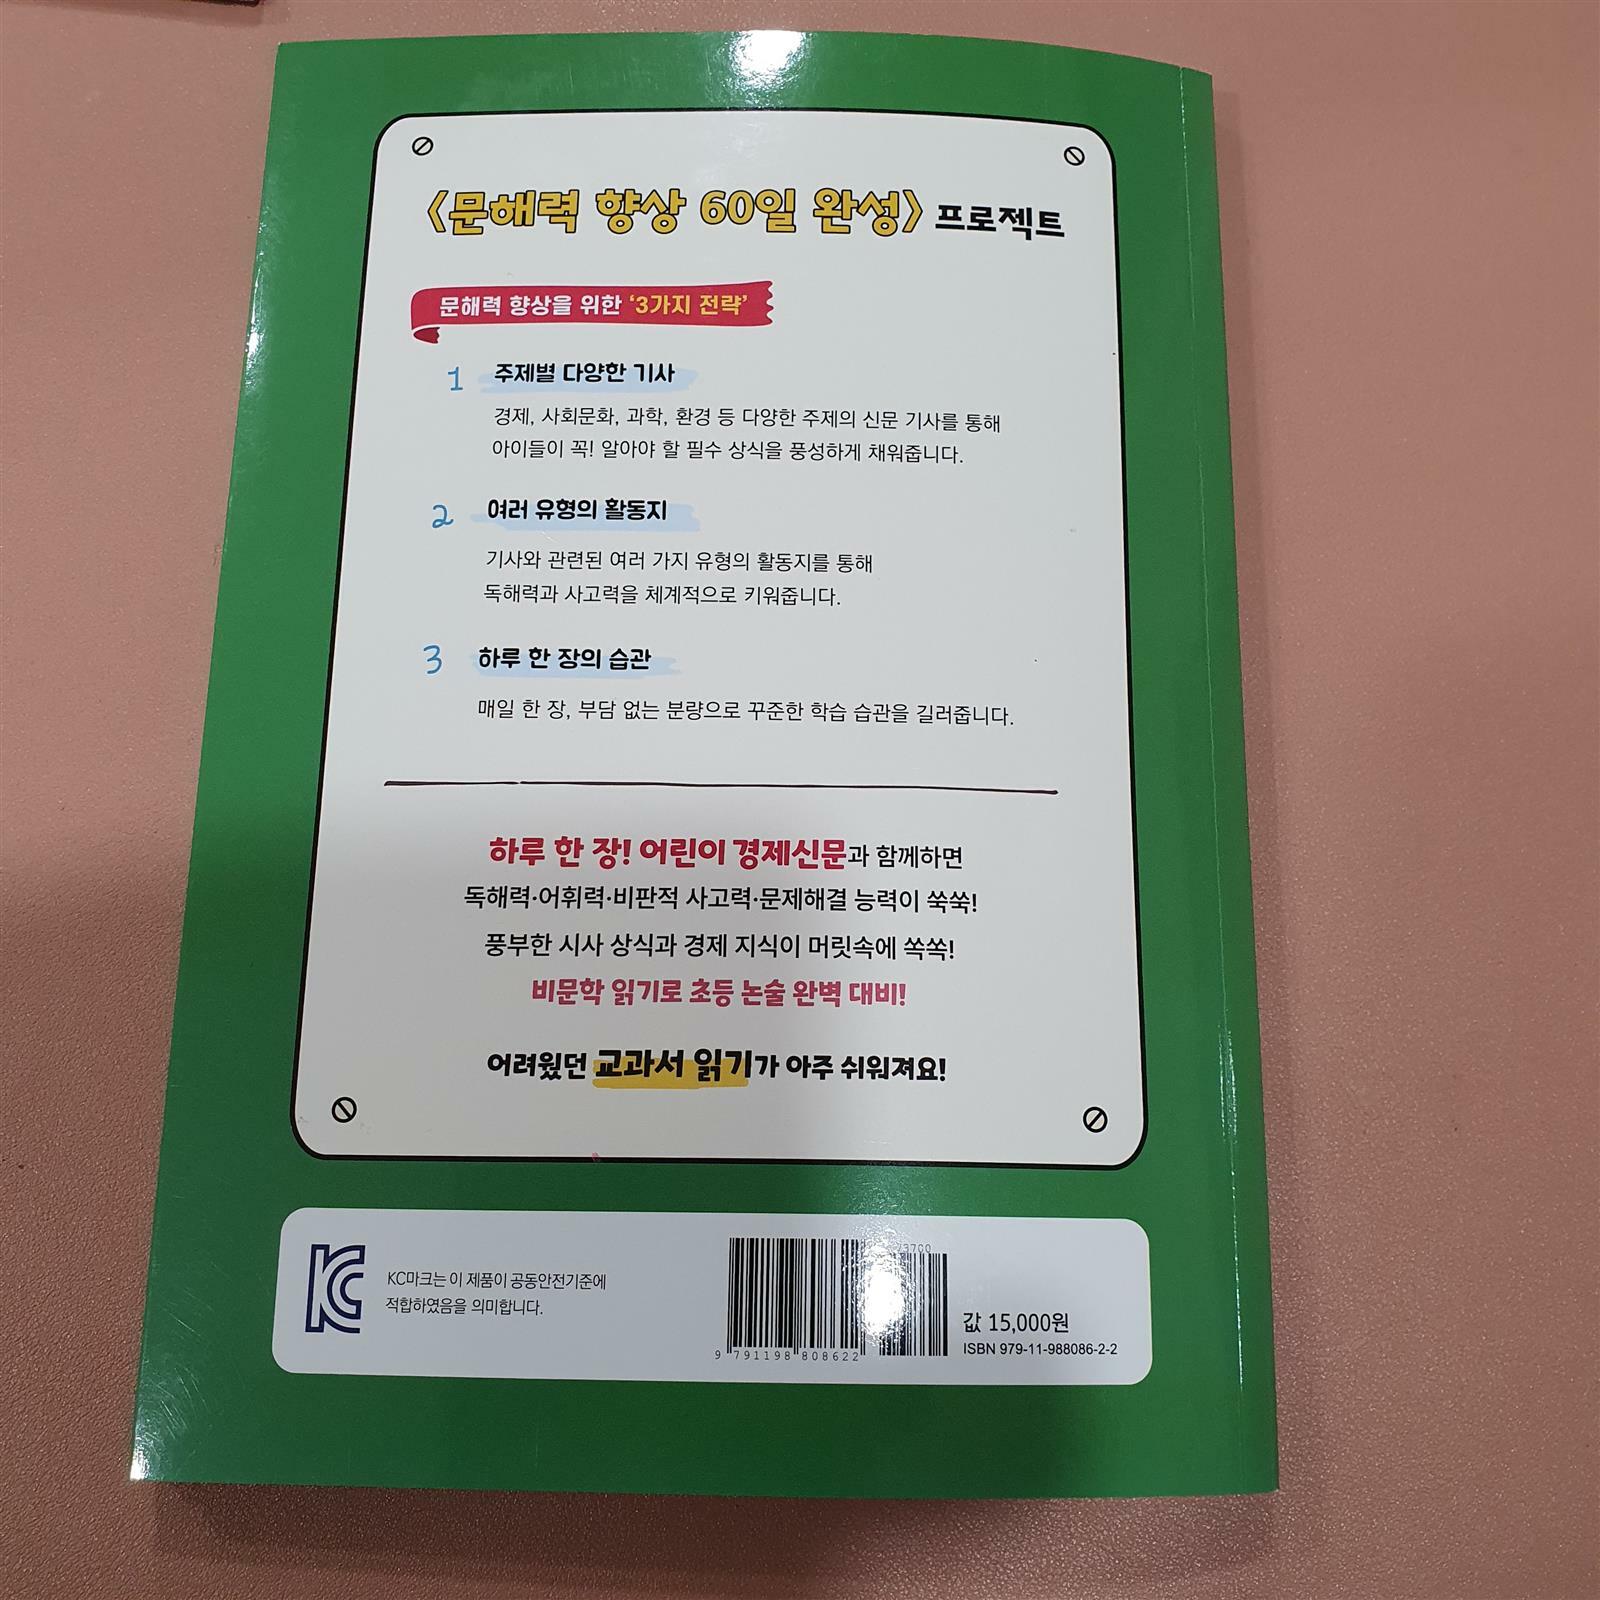 〈문해력 향상 60일 완성〉 프로젝트
문해력 향상을 위한 '3가지 전략'
1 주제별 다양한 기사
경제, 사회문화, 과학, 환경 등 다양한 주제의 신문 기사를 통해
아이들이 꼭! 알아야 할 필수 상식을 풍성하게 채워줍니다.
2 여러 유형의 활동지
기사와 관련된 여러 가지 유형의 활동지를 통해
독해력과 사고력을 체계적으로 키워줍니다.
3 하루 한 장의 습관
매일 한 장, 부담 없는 분량으로 꾸준한 학습 습관을 길러줍니다.
하루 한 장! 어린이 경제신문과 함께하면
독해력·어휘력·비판적 사고력·문제해결 능력이 쑥쑥!
풍부한 시사 상식과 경제 지식이 머릿속에 쏙쏙!
비문학 읽기로 초등 논술 완벽 대비!
어려웠던 교과서 읽기가 아주 쉬워져요!
KC
KC마크는 이 제품이 공통안전기준에
적합하였음을 의미합니다.
9 791198 808622
값 15,000원
ISBN 979-11-988086-2-2